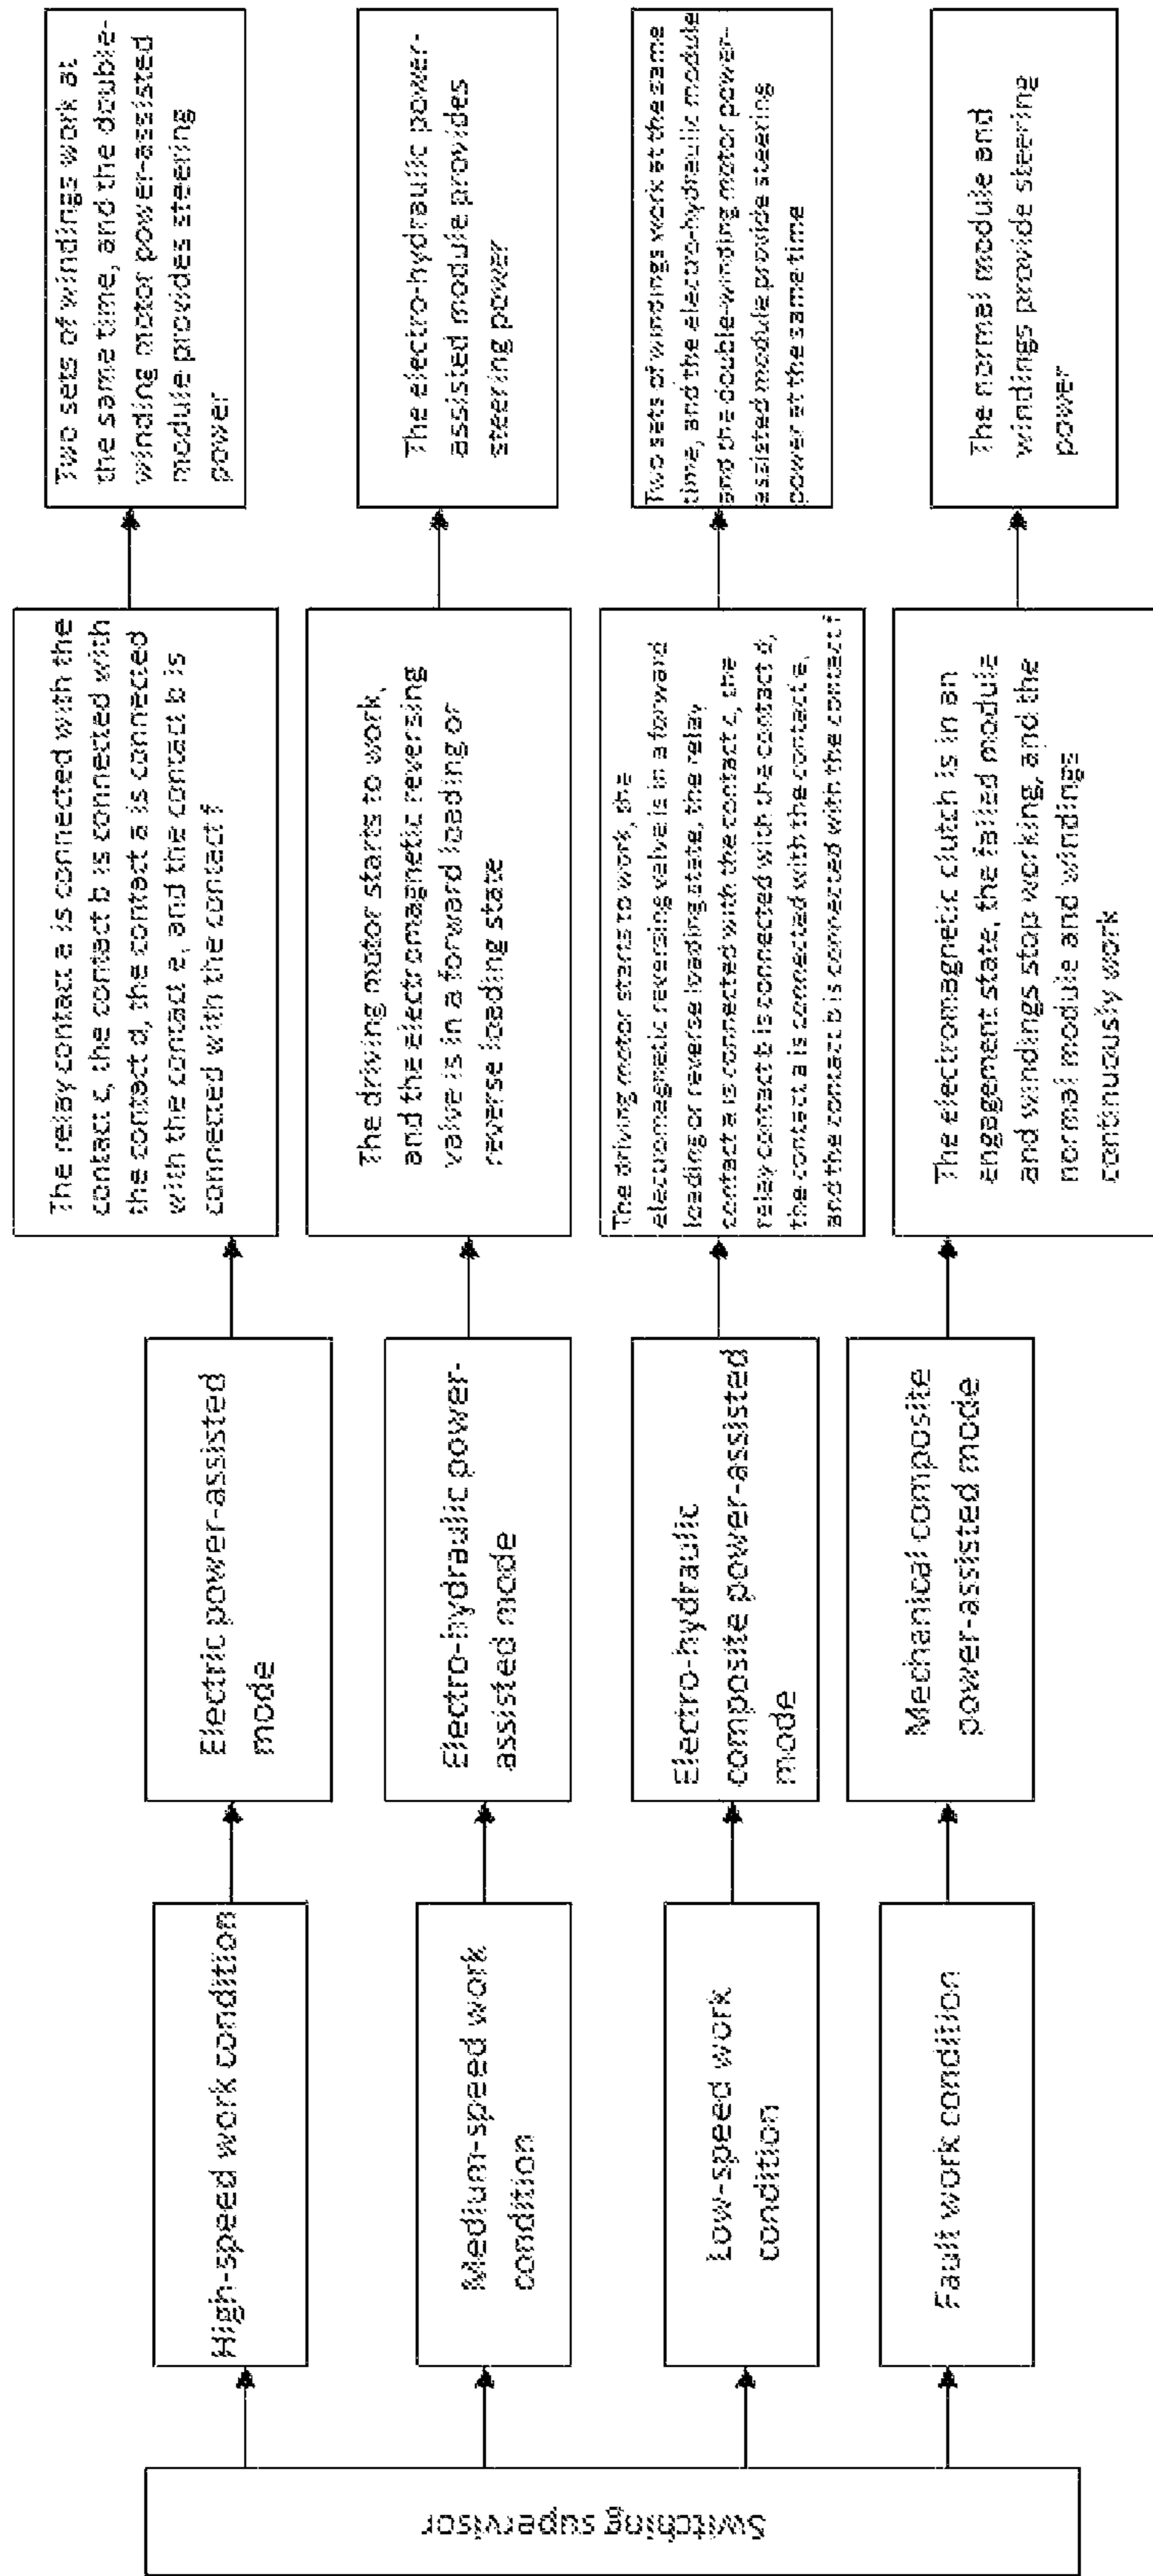 Switching supervisor
High-speed work condition
Electric power-assisted
mode
The relay contact a is connected with the
contact c, the contact b is connected with
the contact d, the contact a is connected
with the contact e, and the contact b is
connected with the contact f
Two sets of windings work at
the same time, and the double-
winding motor power-assisted
module provides steering
power
Medium-speed work
condition
Electro-hydraulic power-
assisted mode
The driving motor starts to work,
and the electromagnetic reversing
valve is in a forward loading or
reverse loading state
The electro-hydraulic power-
assisted module provides
steering power
Low-speed work
condition
Electro-hydraulic
composite power-assisted
mode
The driving motor starts to work, the
electromagnetic reversing valve is in a forward
loading or reverse loading state, the relay
contact a is connected with the contact c, the
relay contact b is connected with the contact d,
the contact a is connected with the contact e,
and the contact b is connected with the contact f
Two sets of windings work at the same
time, and the electro-hydraulic module
and the double-winding motor power-
assisted module provide steering
power at the same time
Fault work condition
Mechanical composite
power-assisted mode
The electromagnetic clutch is in an
engagement state, the failed module
and windings stop working, and the
normal module and windings
continuously work
The normal module and
windings provide steering
power